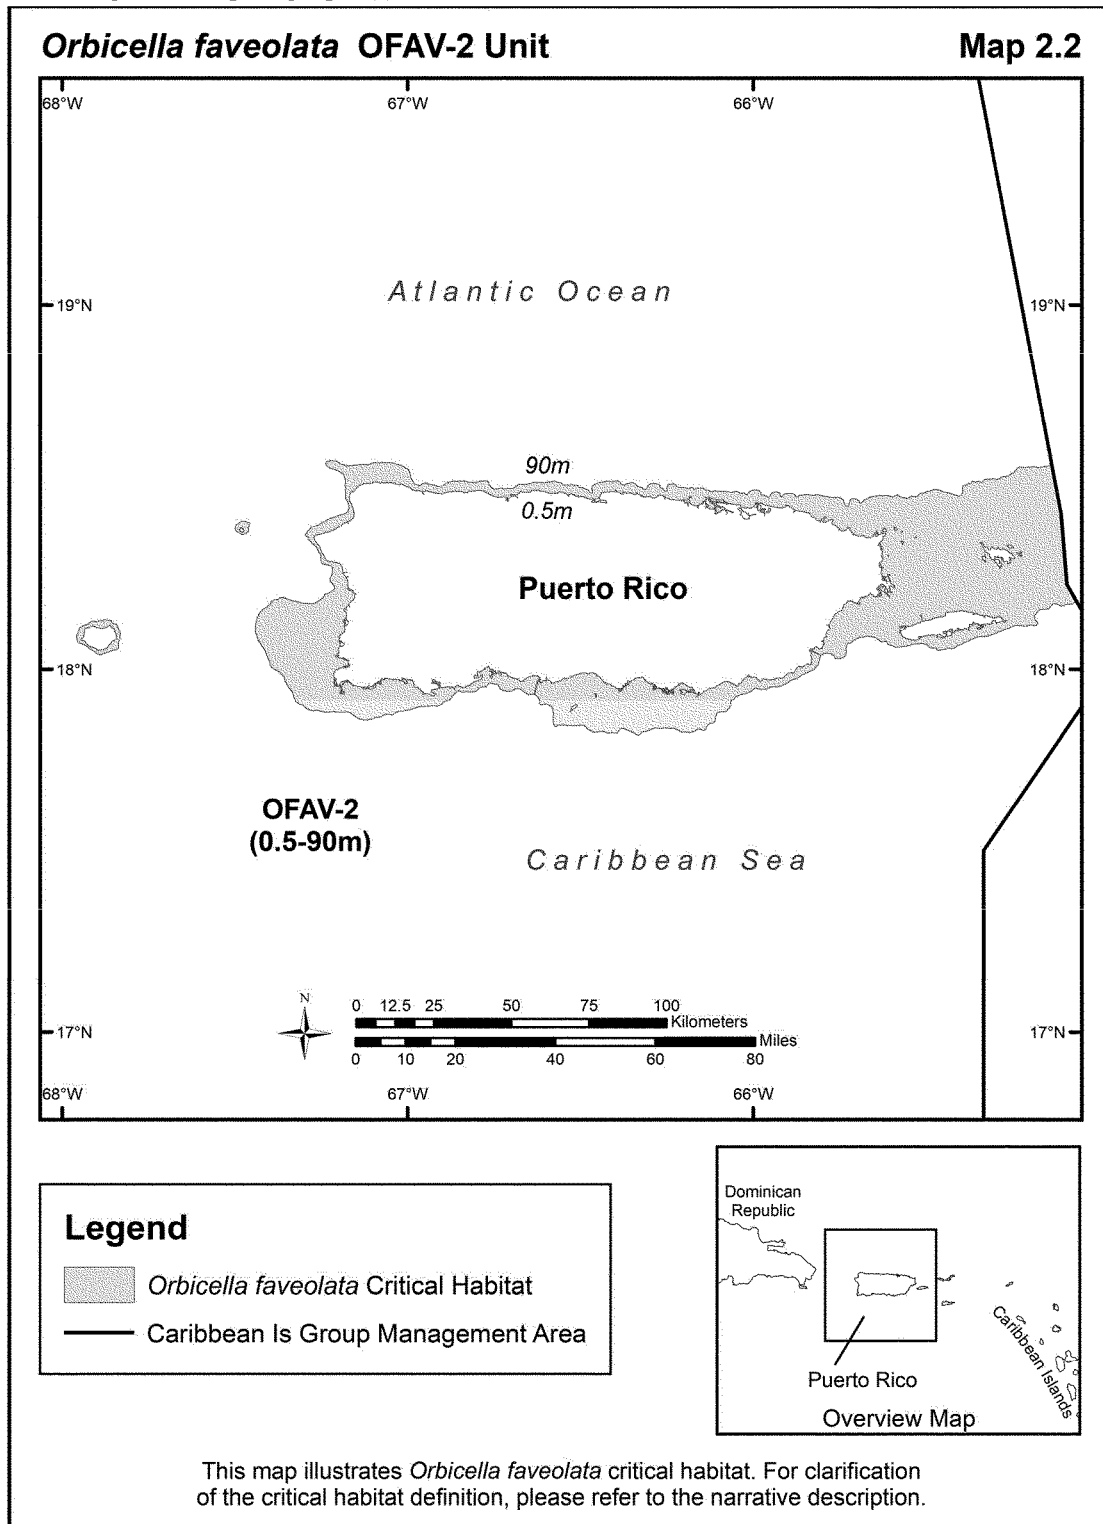 Orbicella faveolata OFAV-2 Unit
Map 2.2
68°W
67°W
66°W
Atlantic Ocean
19°N
19°N
90m
0.5m
Puerto Rico
18°N
18°N
OFAV-2
(0.5-90m)
Caribbean Sea
N
0 12.5 25 50 75 100
Kilometers
Miles
0 10 20 40 60 80
17°N
17°N
68°W
67°W
66°W
Legend
Orbicella faveolata Critical Habitat
Caribbean Is Group Management Area
Dominican
Republic
Caribbean Islands
Puerto Rico
Overview Map
This map illustrates Orbicella faveolata critical habitat. For clarification
of the critical habitat definition, please refer to the narrative description.